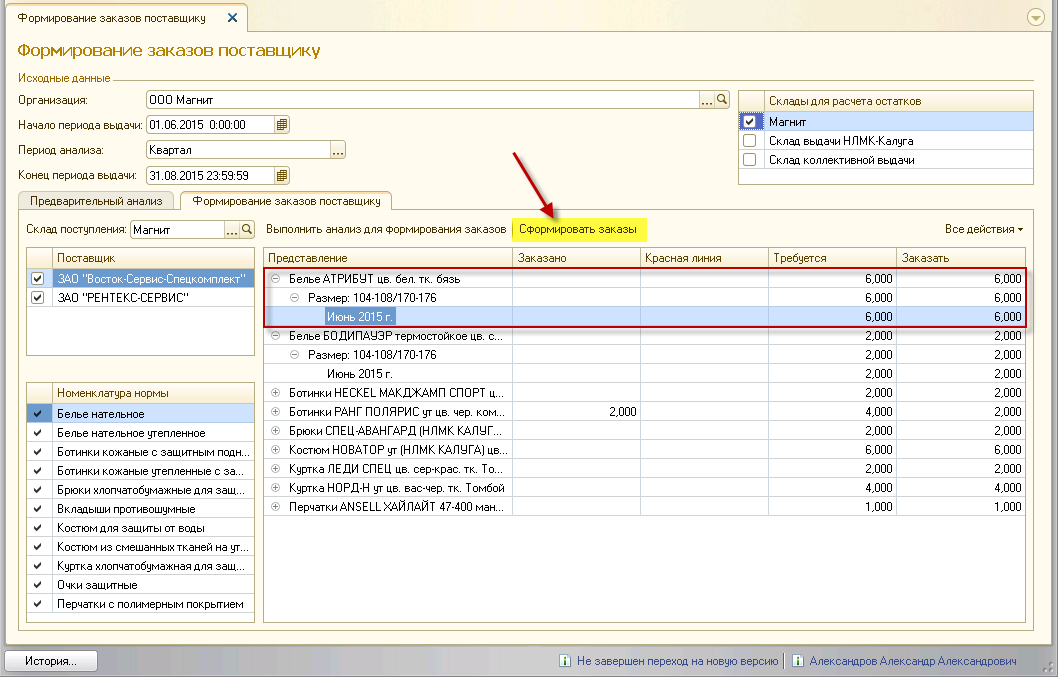 Формирование заказов поставщику
Формирование заказов поставщику
Исходные данные
Организация: ООО Магнит ...
Начало периода выдачи: 01.06.2015 0:00:00
Период анализа: Квартал ...
Конец периода выдачи: 31.08.2015 23:59:59
Склады для расчета остатков
Магнит
Склад выдачи НЛМК-Калуга
Склад коллективной выдачи
Предварительный анализ Формирование заказов поставщику
Склад поступления: Магнит ... Выполнить анализ для формирования заказов Сформировать заказы Все действия
Поставщик
ЗАО "Восток-Сервис-Спецкомплект"
ЗАО "РЕНТЕКС-СЕРВИС"
Номенклатура нормы
Белье нательное
Белье нательное утепленное
Ботинки кожаные с защитным подн...
Ботинки кожаные утепленные с за...
Брюки хлопчатобумажные для защ...
Вкладыши противошумные
Костюм для защиты от воды
Костюм из смешанных тканей на ут...
Куртка хлопчатобумажная для защ...
Очки защитные
Перчатки с полимерным покрытием
Представление Заказано Красная линия Требуется Заказать
Белье АТРИБУТ цв. бел. тк. бязь 6,000 6,000
Размер: 104-108/170-176 6,000 6,000
Июнь 2015 г. 6,000 6,000
Белье БОДИПАУЭР термостойкое цв. с... 2,000 2,000
Размер: 104-108/170-176 2,000 2,000
Июнь 2015 г. 2,000 2,000
Ботинки HECKEL МАКДЖАМП СПОРТ ц... 2,000 2,000
Ботинки РАНГ ПОЛЯРИС ут цв. чер. ком... 2,000 4,000 2,000
Брюки СПЕЦ-АВАНГАРД (НЛМК КАЛУГ... 2,000 2,000
Костюм НОВАТОР ут (НЛМК КАЛУГА) цв... 6,000 6,000
Куртка ЛЕДИ СПЕЦ цв. сер-крас. тк. То... 2,000 2,000
Куртка НОРД-Н ут цв. вас-чер. тк. Томбой 4,000 4,000
Перчатки ANSELL ХАЙЛАЙТ 47-400 ман... 1,000 1,000
История... Не завершен переход на новую версию Александров Александр Александрович